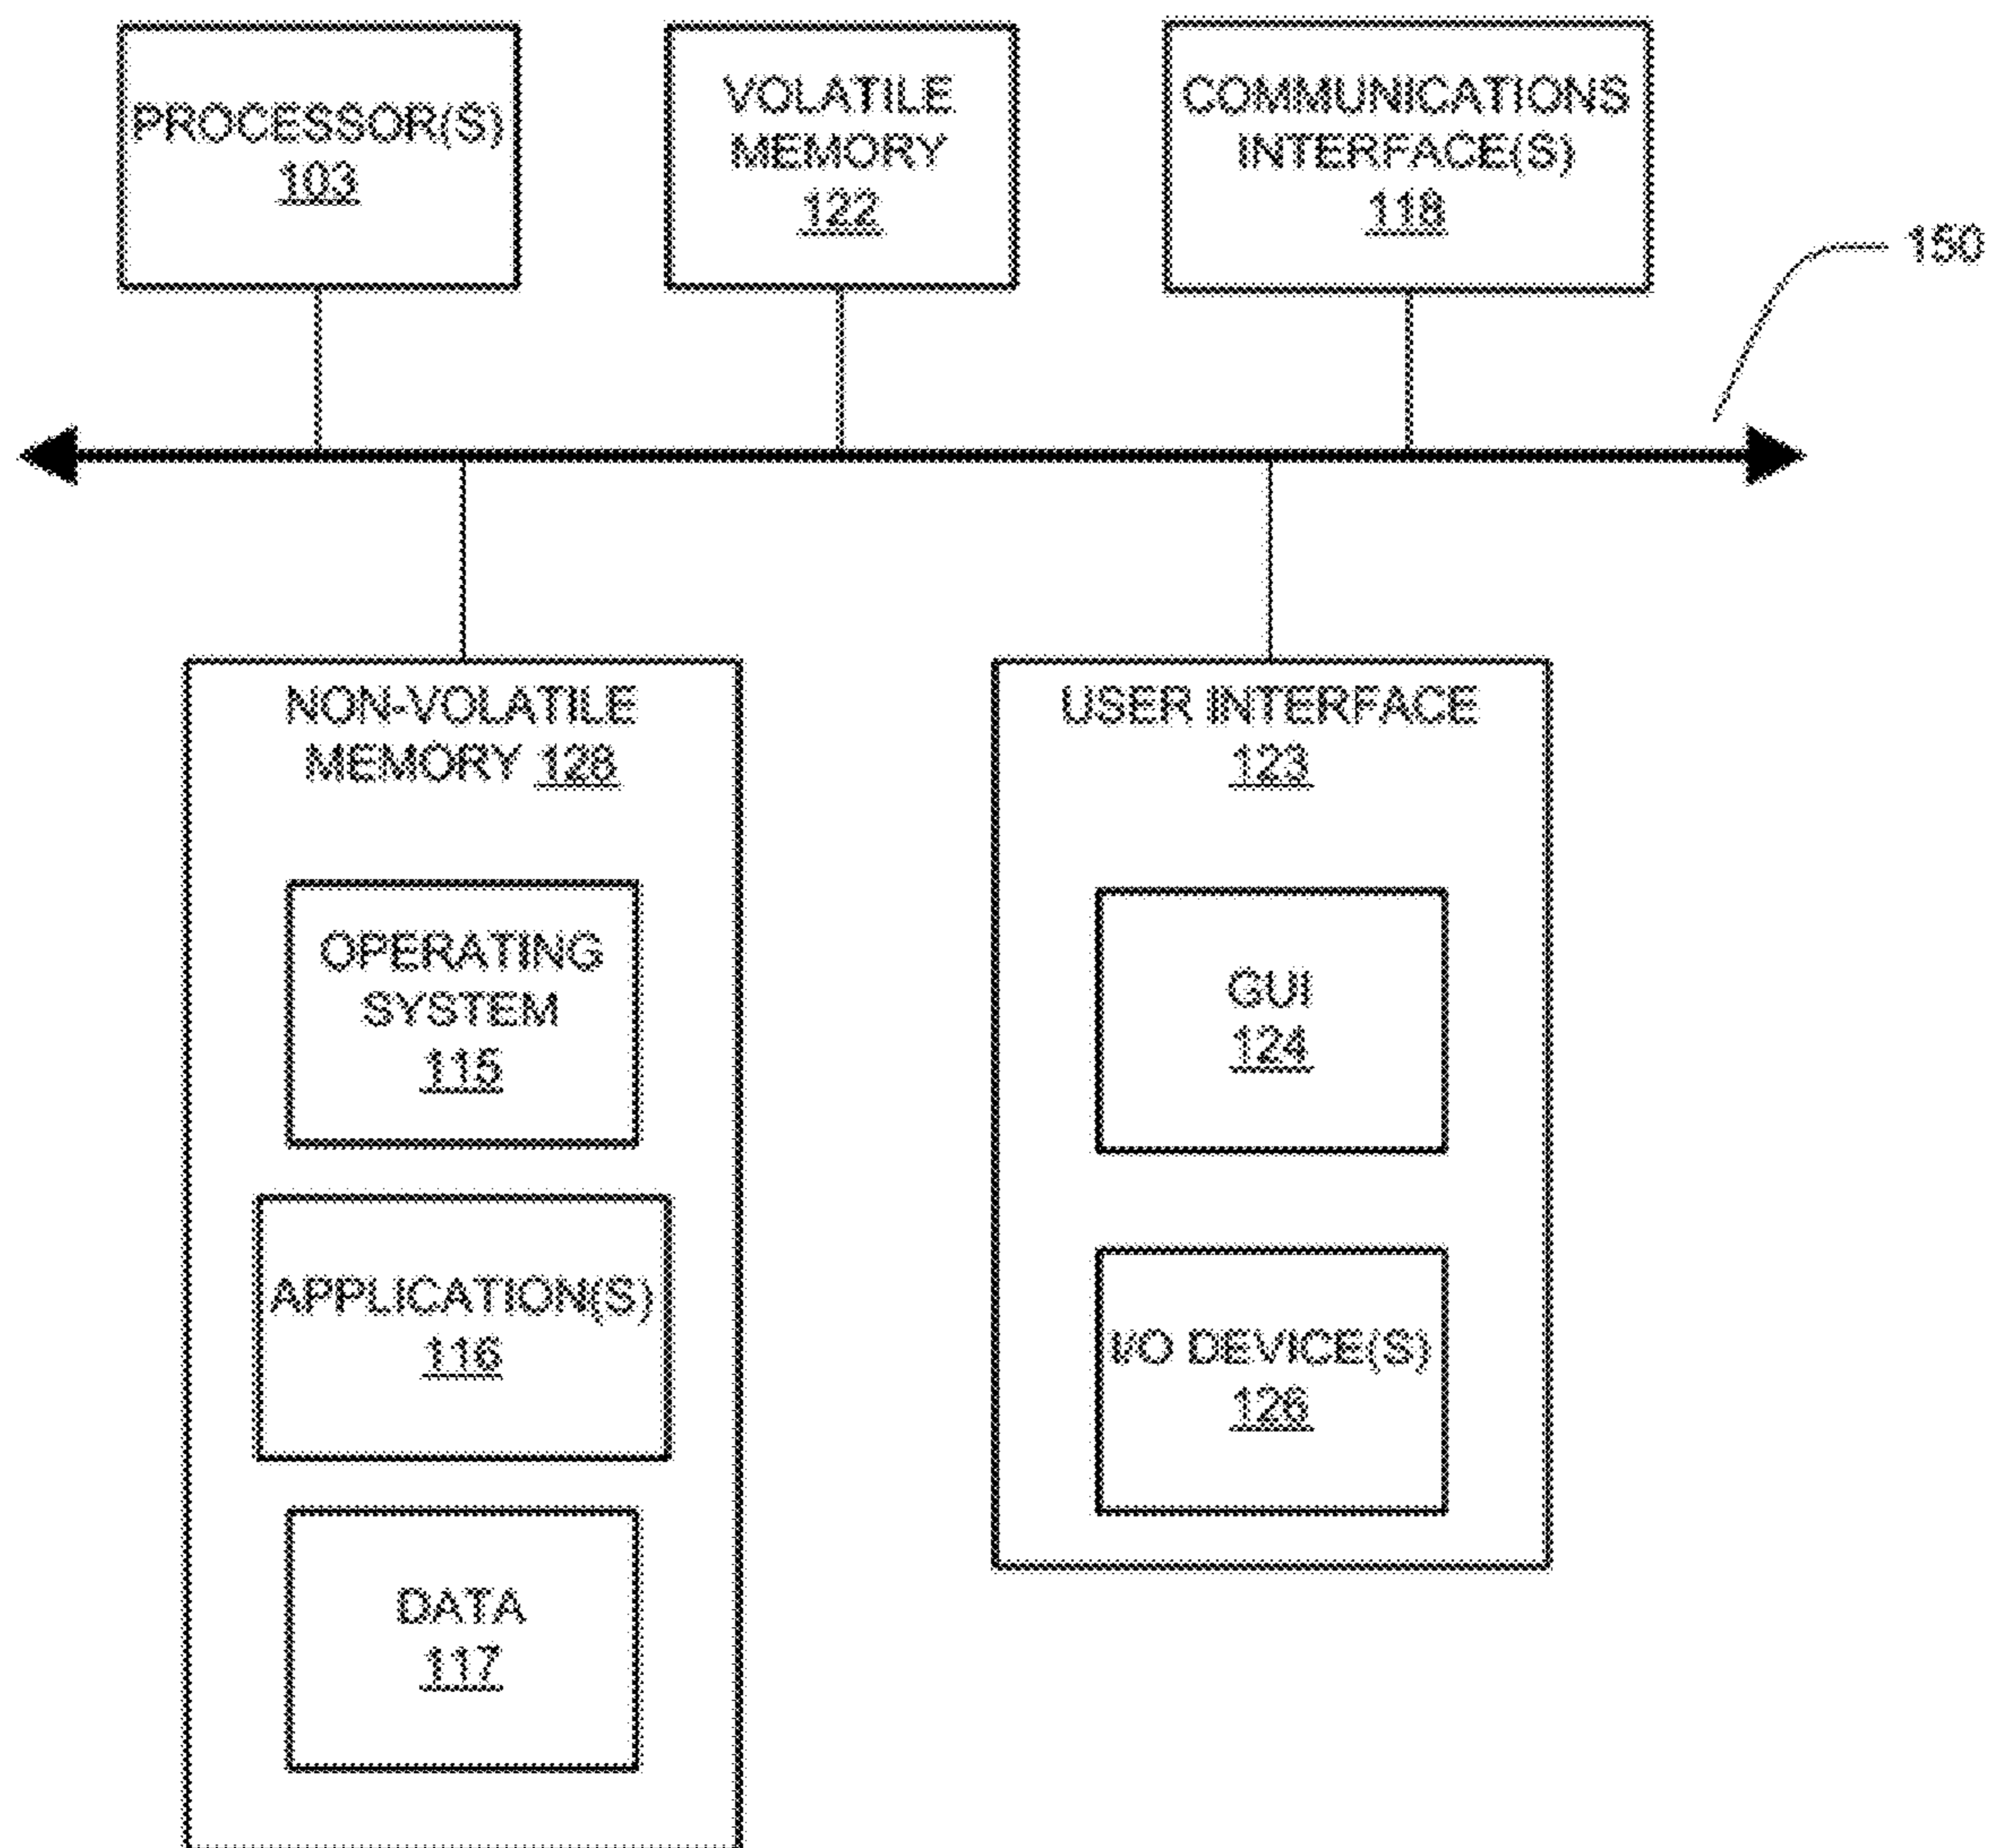 PROCESSOR(S)
103
VOLATILE
MEMORY
122
COMMUNICATIONS
INTERFACE(S)
118
150
NON-VOLATILE
MEMORY 128
OPERATING
SYSTEM
115
APPLICATION(S)
116
DATA
117
USER INTERFACE
123
GUI
124
I/O DEVICE(S)
126